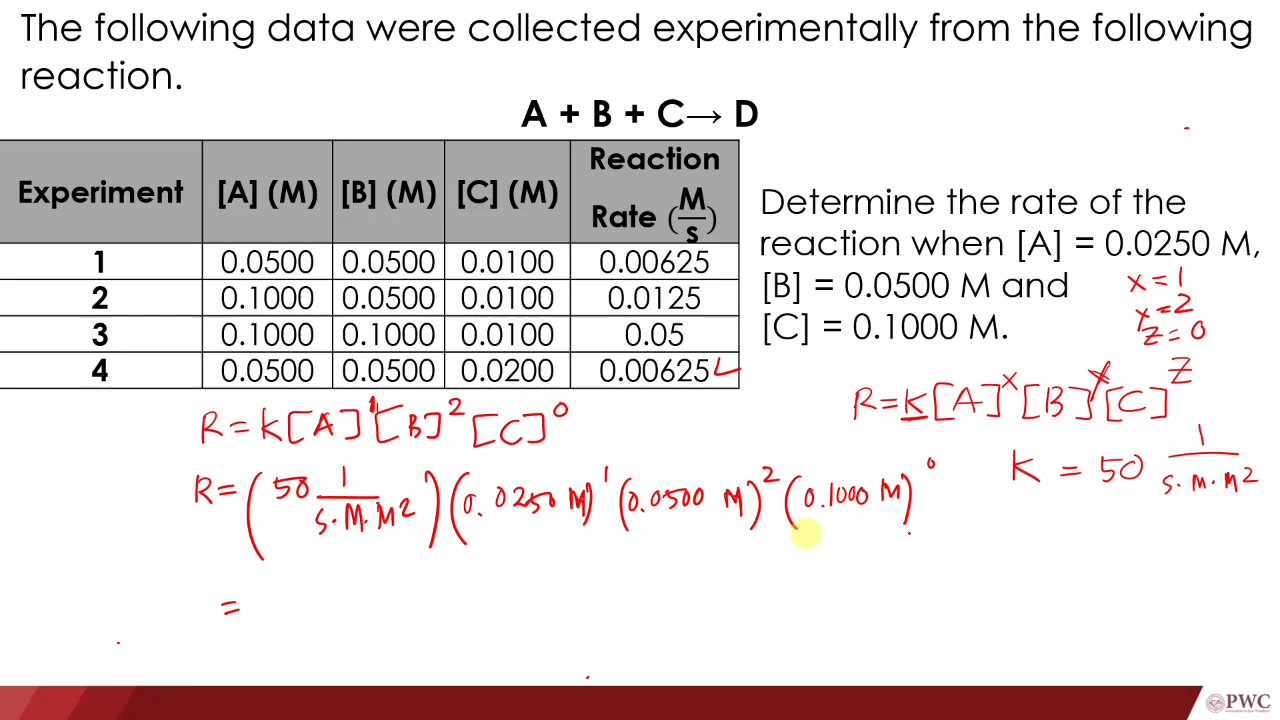 The following data were collected experimentally from the following
reaction.
A + B + C→ D
Experiment [A] (M) [B] (M) [C] (M) Reaction Rate (M/s)
1 0.0500 0.0500 0.0100 0.00625
2 0.1000 0.0500 0.0100 0.0125
3 0.1000 0.1000 0.0100 0.05
4 0.0500 0.0500 0.0200 0.00625
Determine the rate of the
reaction when [A] = 0.0250 M,
[B] = 0.0500 M and
[C] = 0.1000 M.
x = 1
y = 2
z = 0
R = K[A]^x [B]^y [C]^z
K = 50 1/(s·M·M²)
R = K[A]¹[B]²[C]⁰
R = (50 1/(s·M·M²)) (0.0250 M)¹ (0.0500 M)² (0.1000 M)⁰
=
PWC